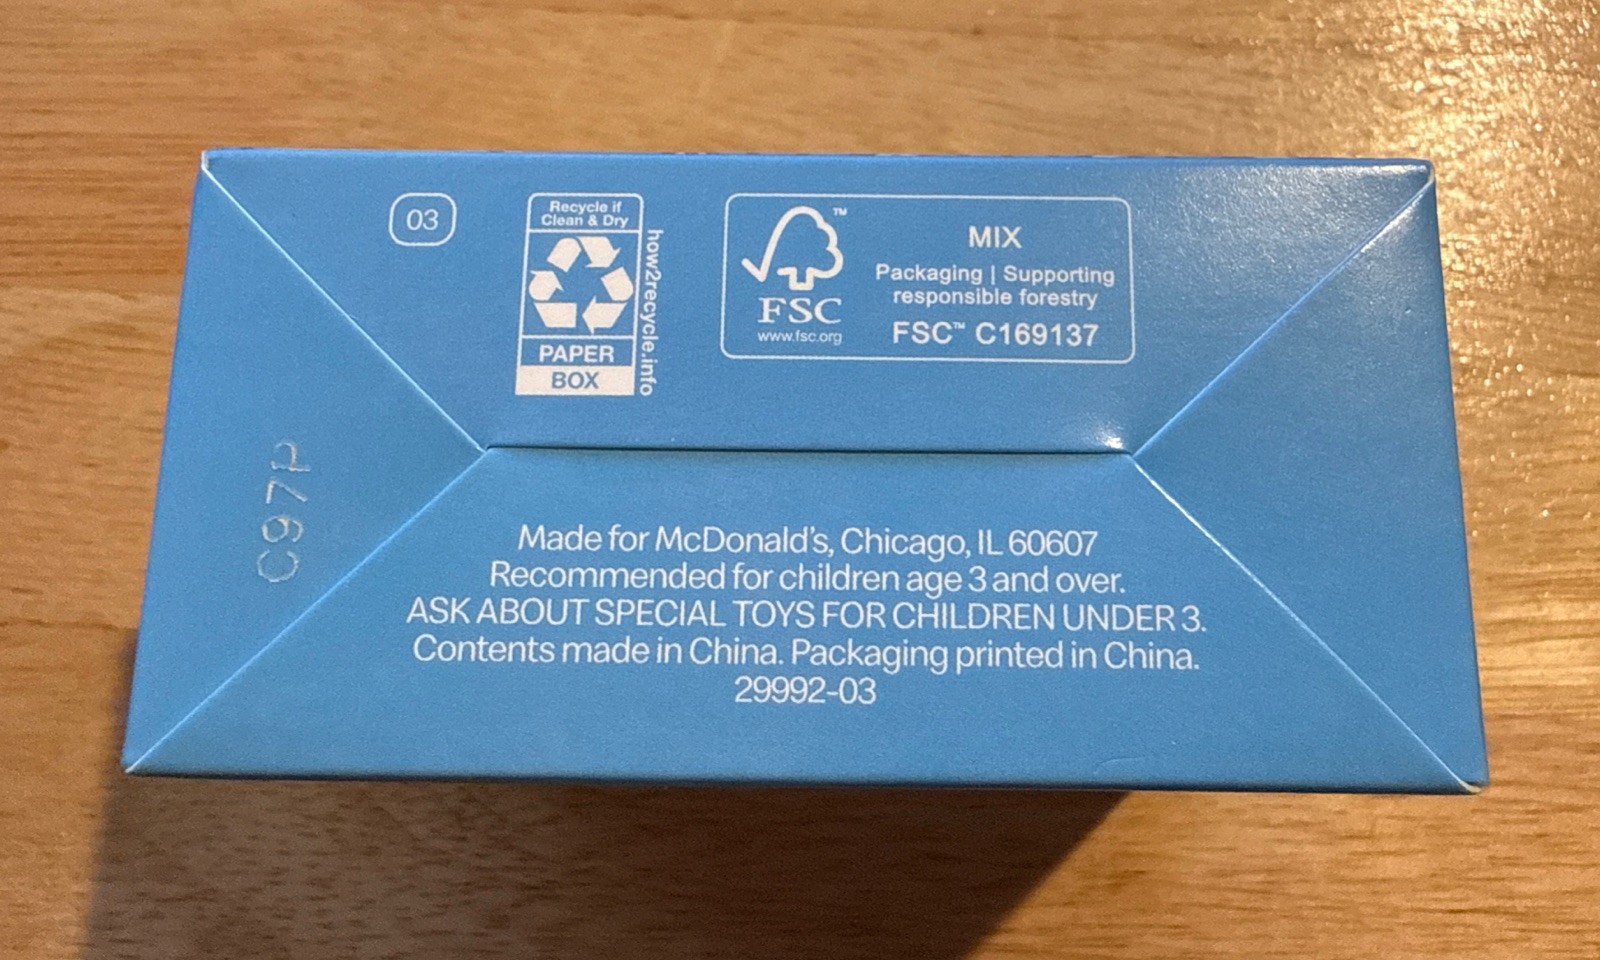 03
Recycle if
Clean & Dry
PAPER
BOX
how2recycle.info
FSC
www.fsc.org
MIX
Packaging | Supporting
responsible forestry
FSC™ C169137
Made for McDonald's, Chicago, IL 60607
Recommended for children age 3 and over.
ASK ABOUT SPECIAL TOYS FOR CHILDREN UNDER 3.
Contents made in China. Packaging printed in China.
29992-03